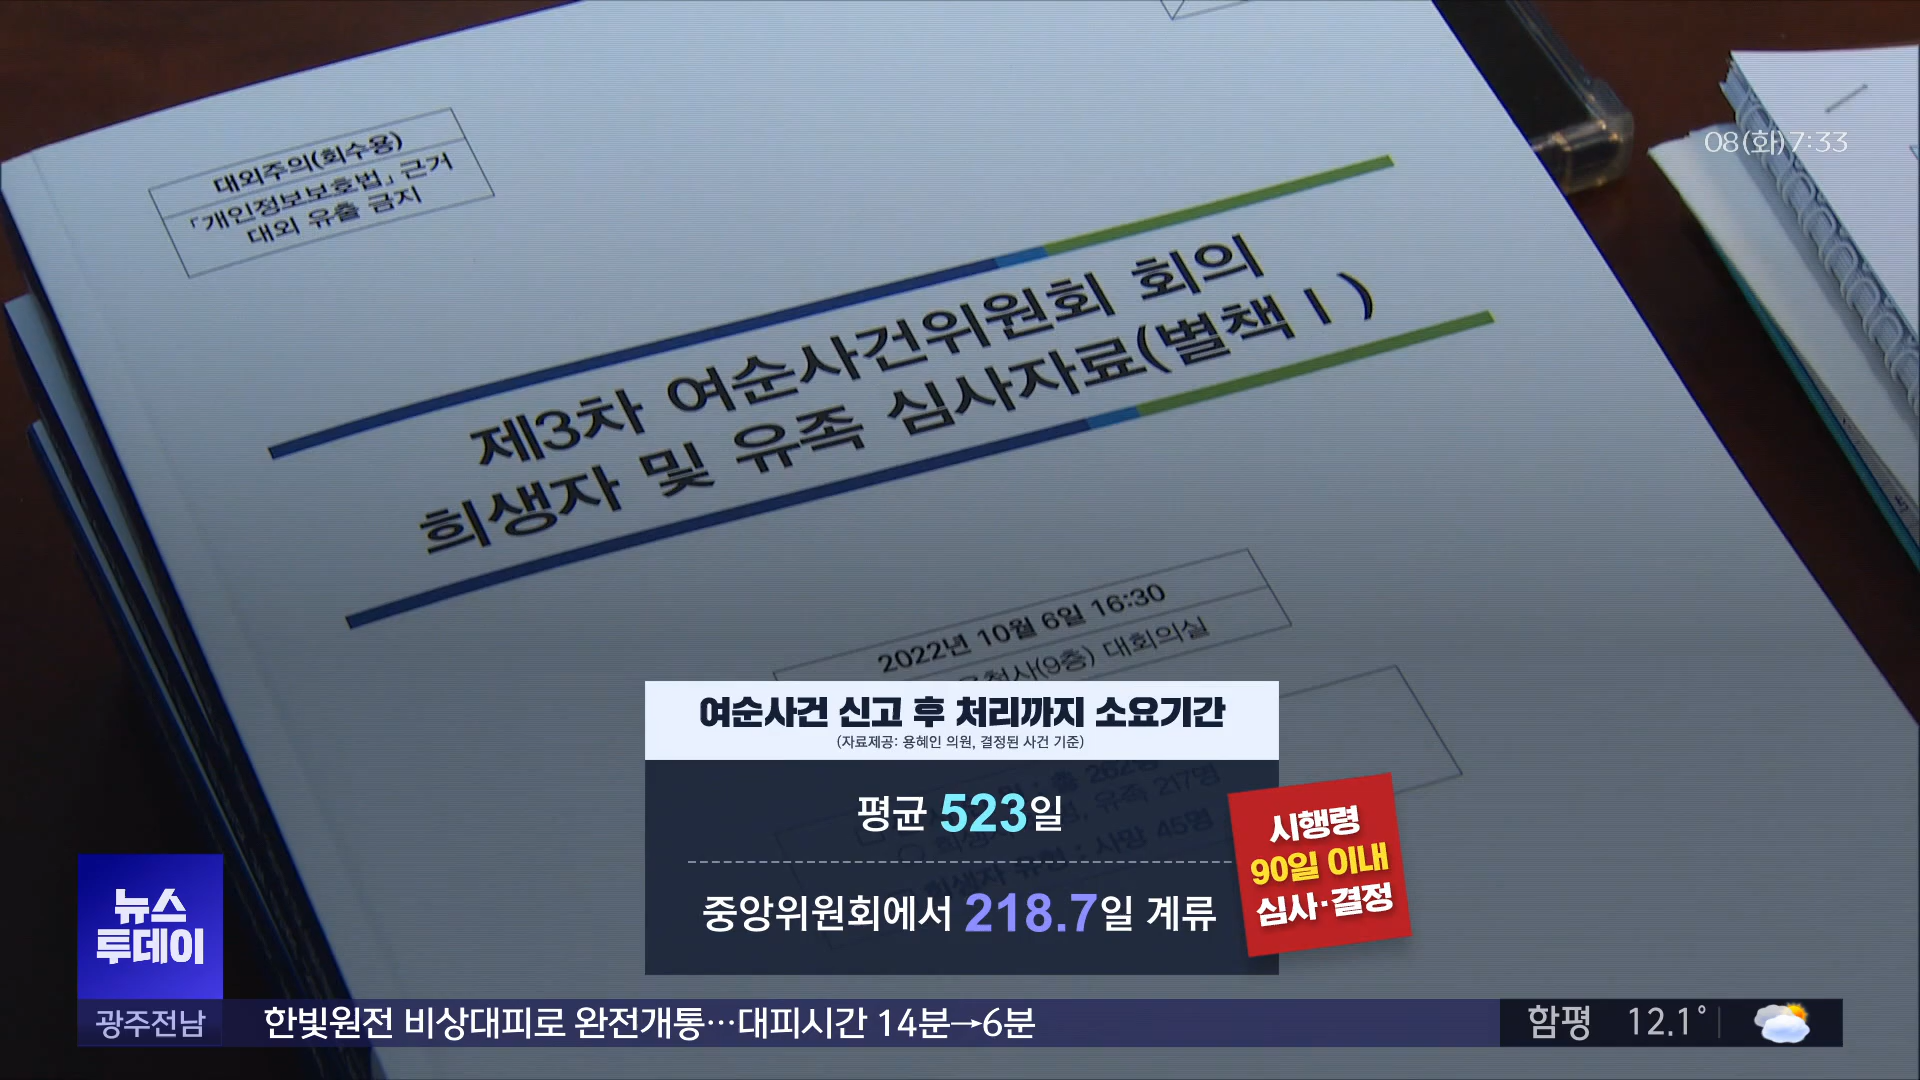 08(화) 7:33
대외주의(회수용)
「개인정보보호법」 근거
대외 유출 금지
제3차 여순사건위원회 회의
희생자 및 유족 심사자료(별책Ⅰ)
2022년 10월 6일 16:30
(9층) 대회의실
여순사건 신고 후 처리까지 소요기간
(자료제공: 용혜인 의원, 결정된 사건 기준)
평균 523일
중앙위원회에서 218.7일 계류
시행령
90일 이내
심사·결정
뉴스
투데이
광주전남 한빛원전 비상대피로 완전개통…대피시간 14분→6분
함평 12.1°